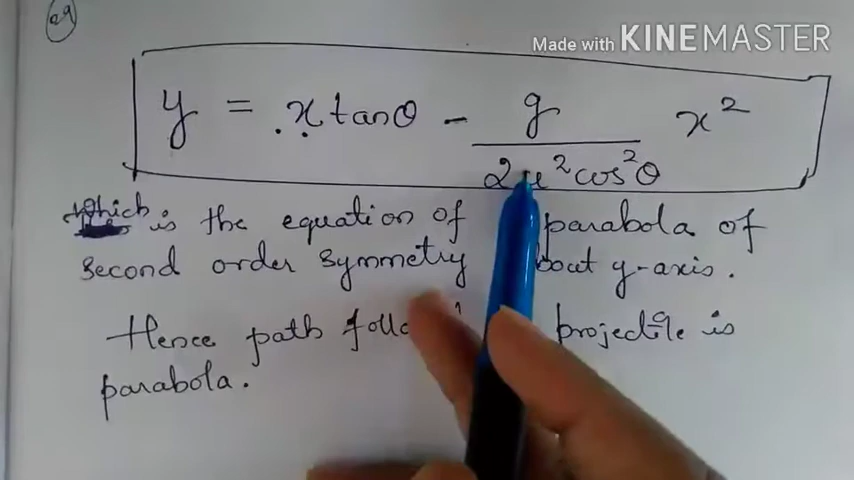 29
Made with KINEMASTER
y = x tanθ - g/2u²cos²θ x²
which is the equation of parabola of
second order symmetry about y-axis.
Hence path projectile is
parabola.